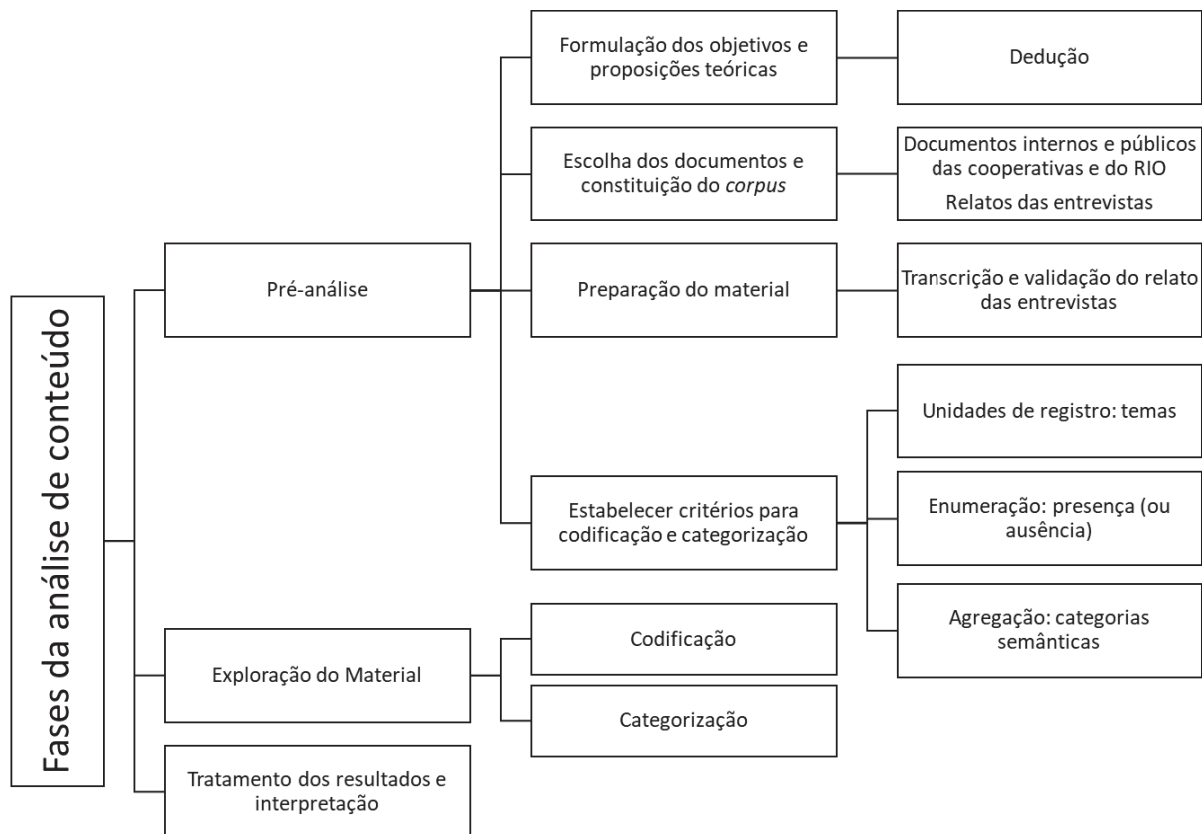 Fases da análise de conteúdo
Pré-análise
Formulação dos objetivos e
proposições teóricas
Dedução
Escolha dos documentos e
constituição do corpus
Documentos internos e públicos
das cooperativas e do RIO
Relatos das entrevistas
Preparação do material
Transcrição e validação do relato
das entrevistas
Estabelecer critérios para
codificação e categorização
Unidades de registro: temas
Enumeração: presença (ou
ausência)
Agregação: categorias
semânticas
Exploração do Material
Codificação
Categorização
Tratamento dos resultados e
interpretação